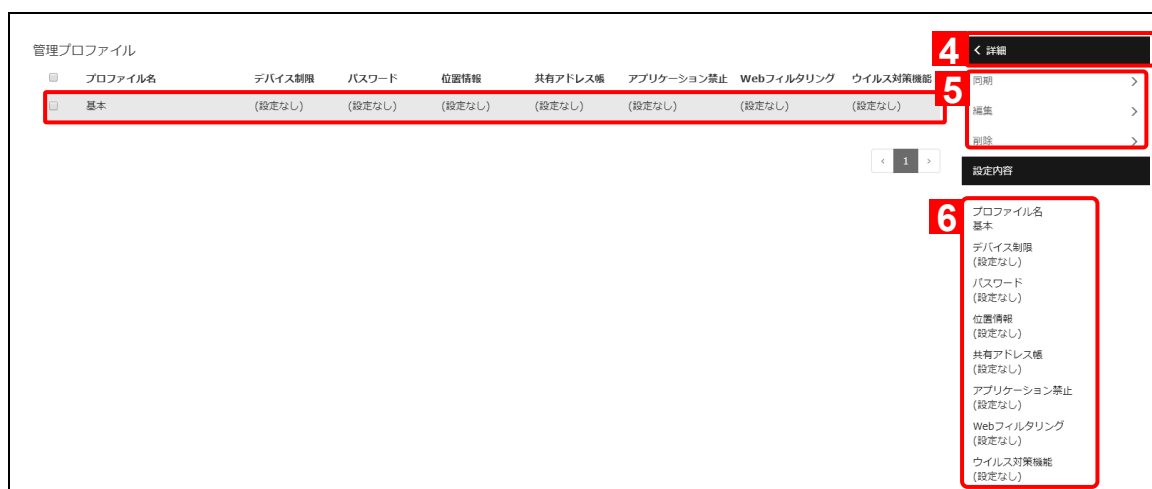 管理プロファイル
プロファイル名 デバイス制限 パスワード 位置情報 共有アドレス帳 アプリケーション禁止 Webフィルタリング ウイルス対策機能
基本 (設定なし) (設定なし) (設定なし) (設定なし) (設定なし) (設定なし) (設定なし)
‹ 1 ›
4 く 詳細
5
同期 >
編集 >
削除 >
設定内容
6
プロファイル名
基本
デバイス制限
(設定なし)
パスワード
(設定なし)
位置情報
(設定なし)
共有アドレス帳
(設定なし)
アプリケーション禁止
(設定なし)
Webフィルタリング
(設定なし)
ウイルス対策機能
(設定なし)